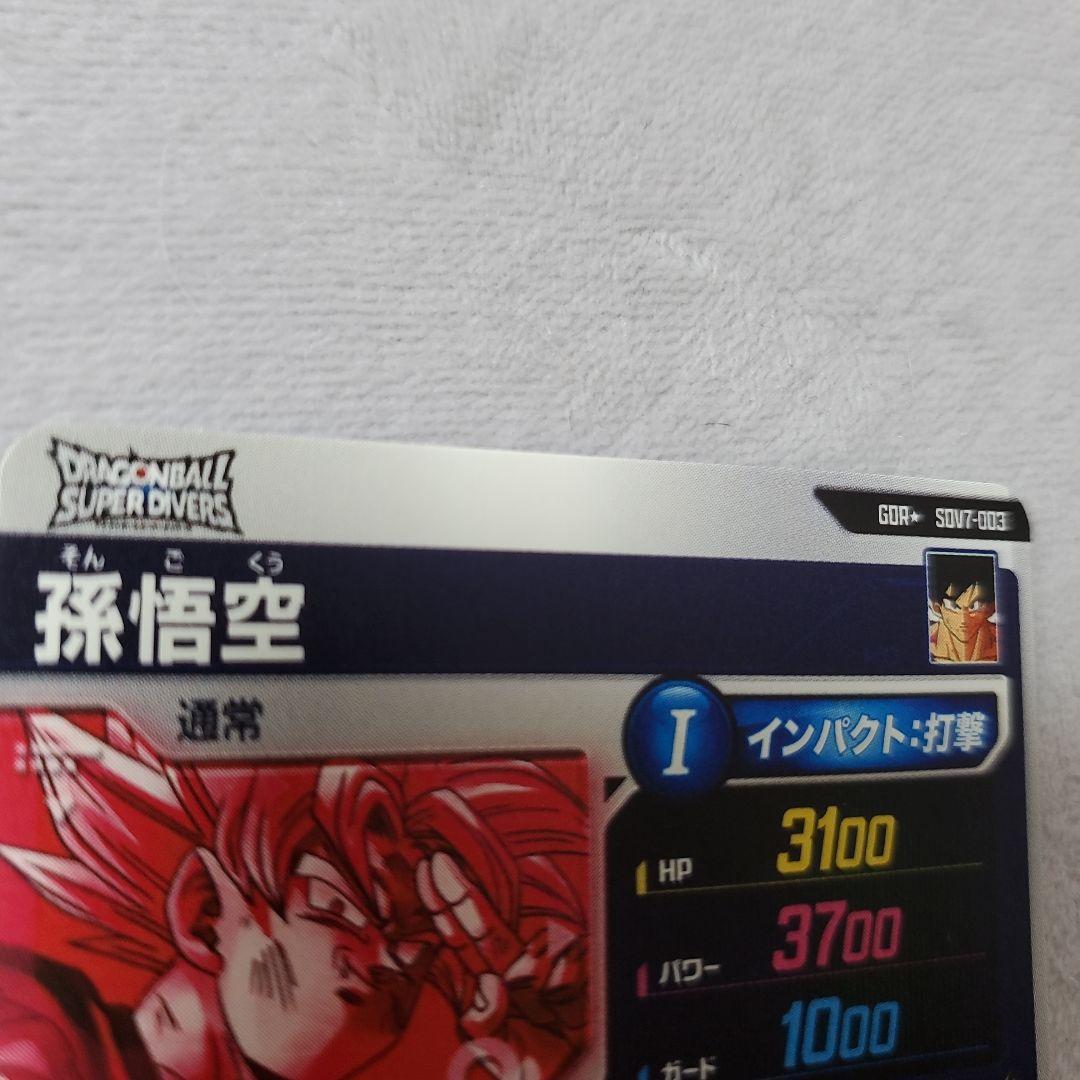 DRAGONBALL
SUPER DIVERS
GDR★ SDV7-003
そん ご くう
孫悟空
通常
I インパクト:打撃
HP 3100
パワー 3700
ガード 1000